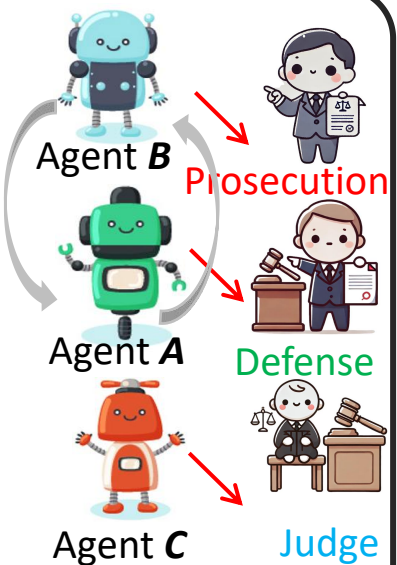 Agent B
Prosecution
Agent A
Defense
Agent C
Judge